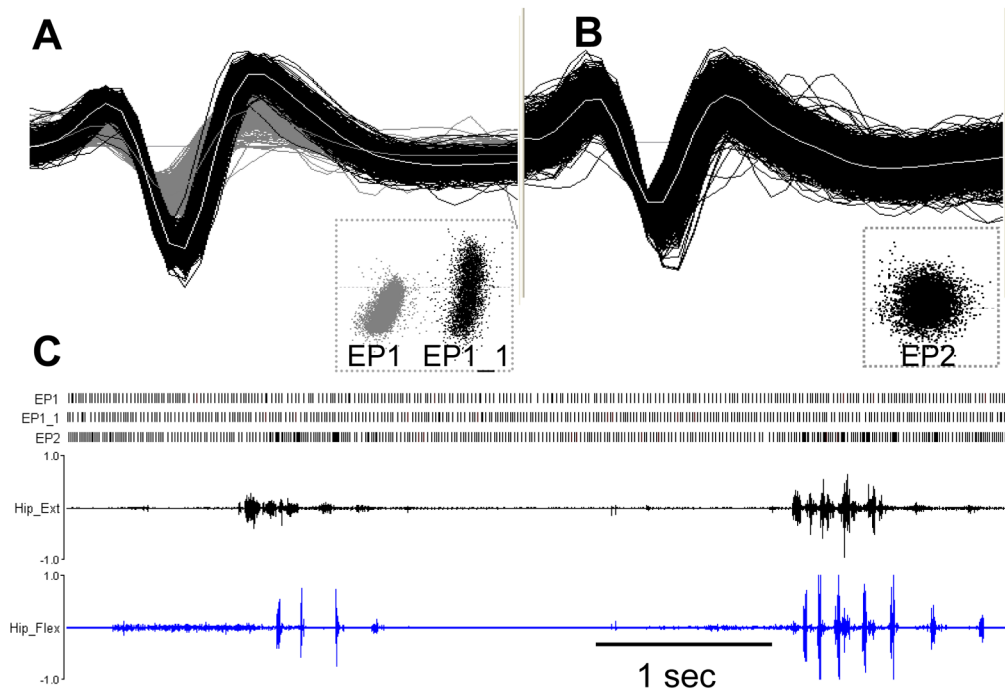 A
B
EP1 EP1_1
EP2
C
EP1
EP1_1
EP2
1.0
Hip_Ext
-1.0
1.0
Hip_Flex
-1.0
1 sec